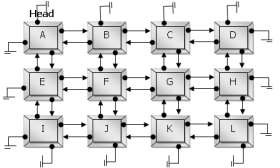 Head
A B C D
E F G H
I J K L